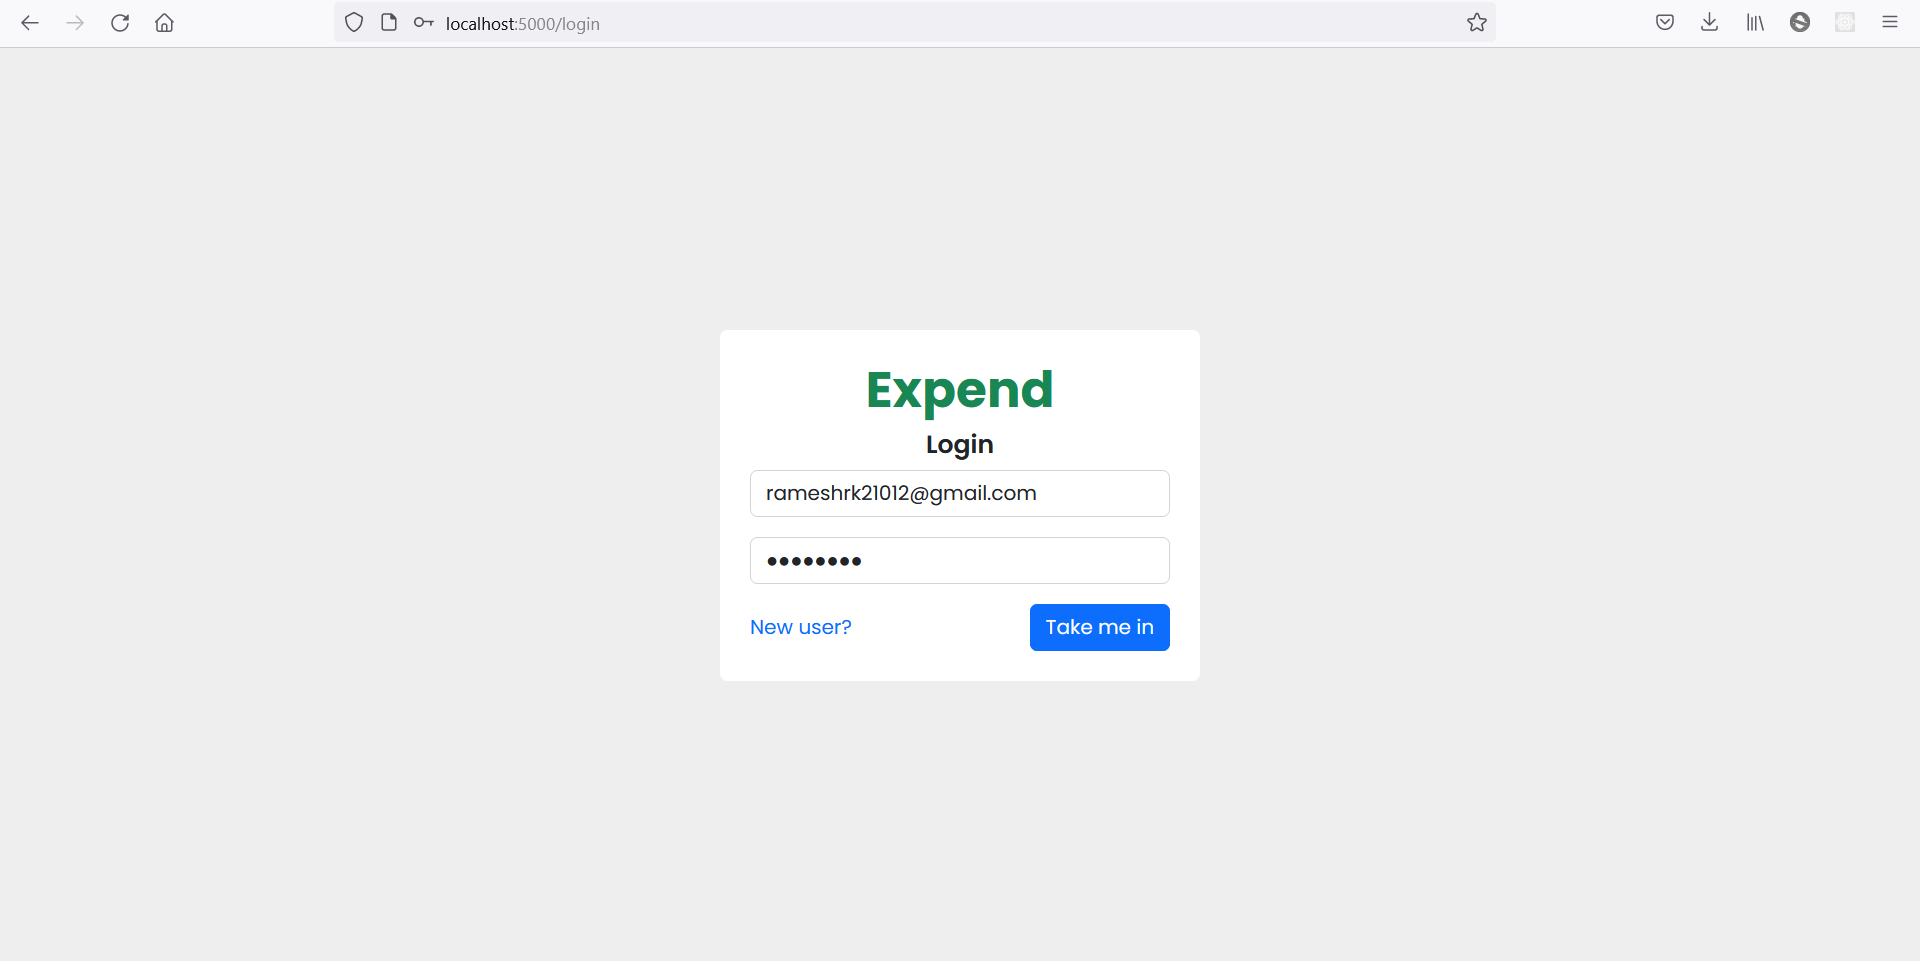 localhost:5000/login
Expend
Login
rameshrk21012@gmail.com
••••••••
New user? Take me in